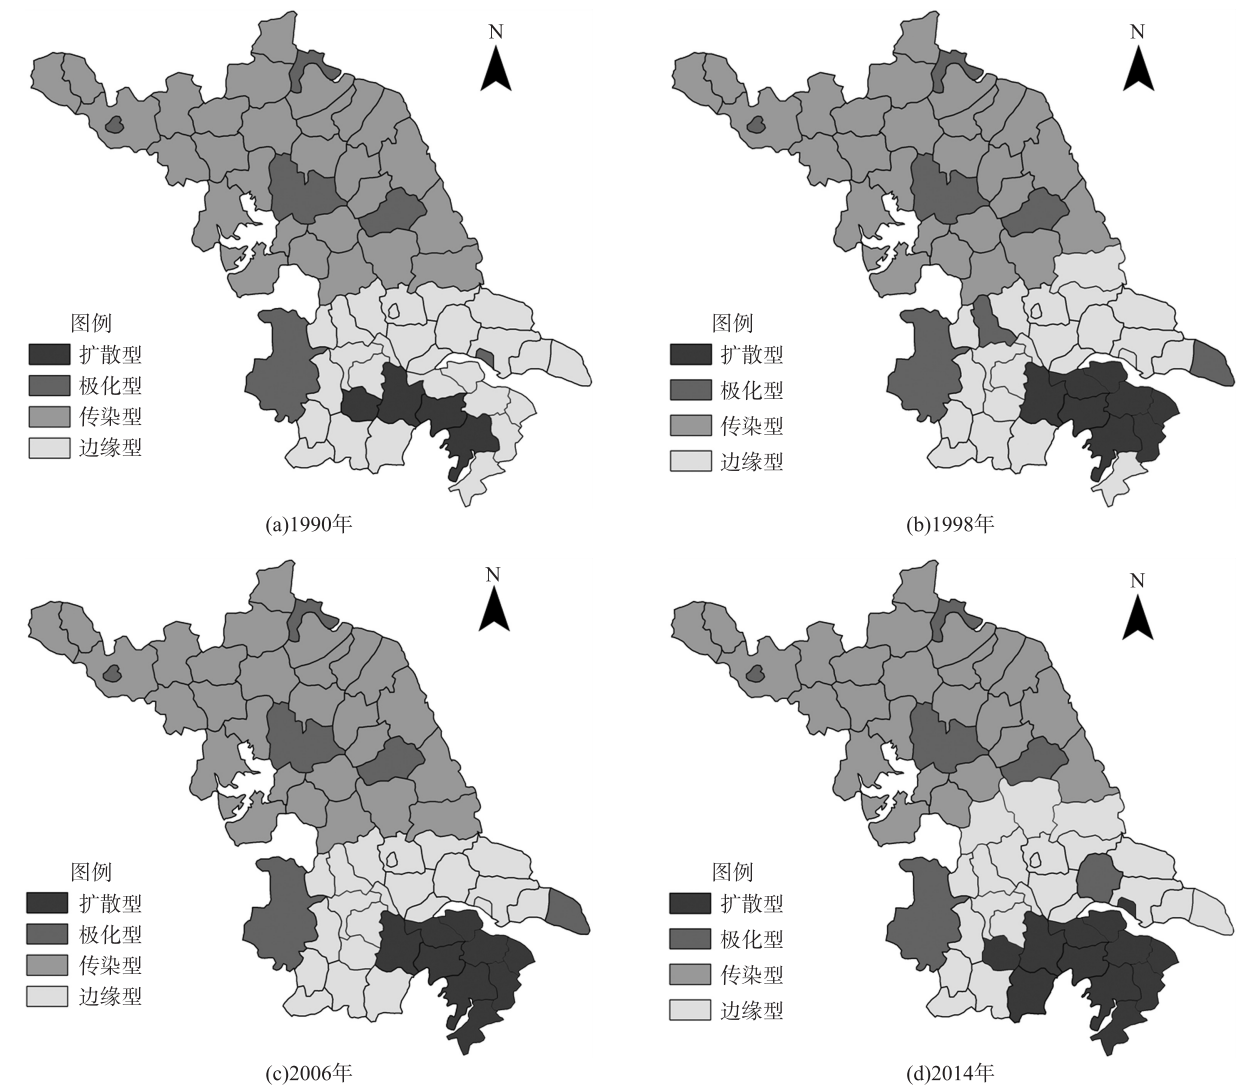 N
图例
扩散型
极化型
传染型
边缘型
(a)1990年
N
图例
扩散型
极化型
传染型
边缘型
(b)1998年
N
图例
扩散型
极化型
传染型
边缘型
(c)2006年
N
图例
扩散型
极化型
传染型
边缘型
(d)2014年